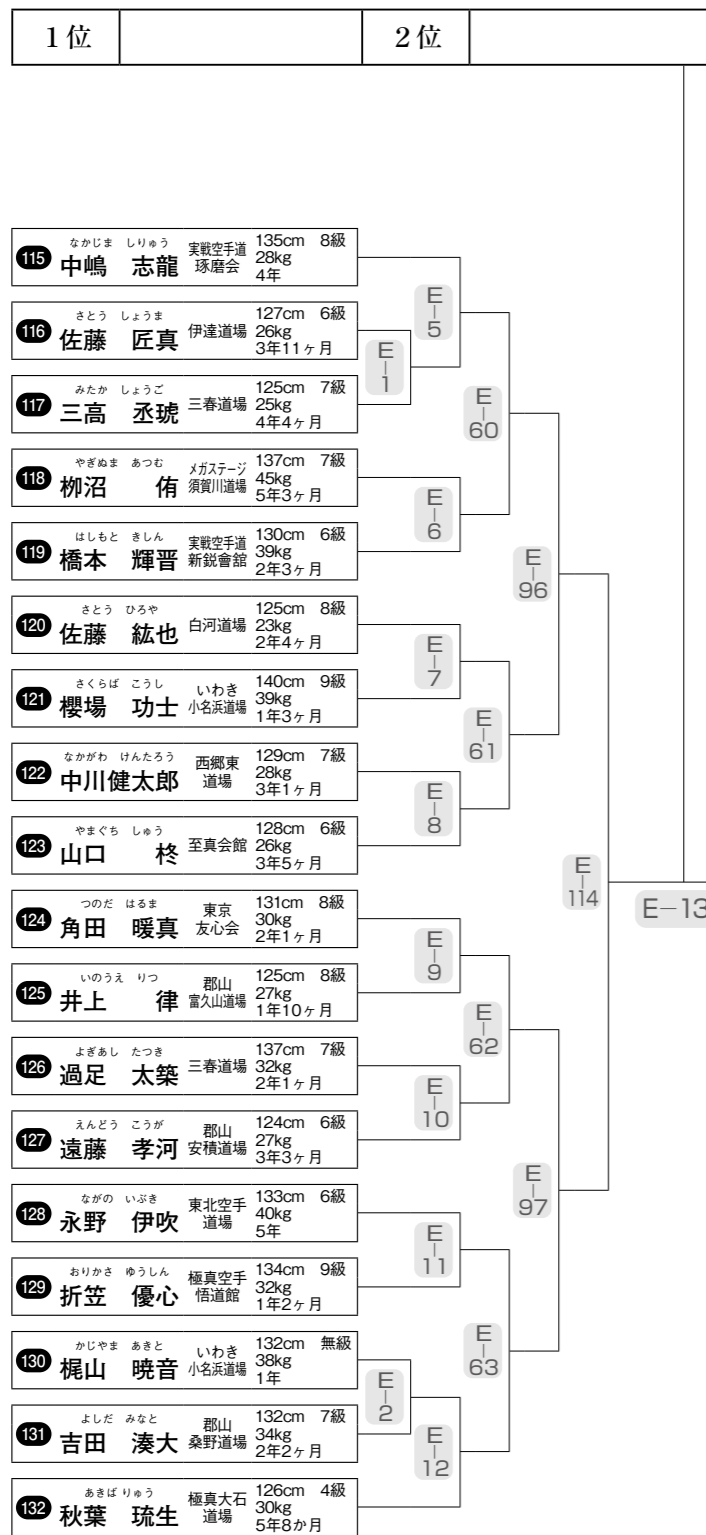 1位 2位
なかじま しりゅう
115 中嶋 志龍 実戦空手道 琢磨会 135cm 8級 28kg 4年
さとう しょうま
116 佐藤 匠真 伊達道場 127cm 6級 26kg 3年11ヶ月
みたか しょうご
117 三高 丞琥 三春道場 125cm 7級 25kg 4年4ヶ月
やぎぬま あつむ
118 栁沼 侑 メガステージ 須賀川道場 137cm 7級 45kg 5年3ヶ月
はしもと きしん
119 橋本 輝晋 実戦空手道 新鋭會舘 130cm 6級 39kg 2年3ヶ月
さとう ひろや
120 佐藤 紘也 白河道場 125cm 8級 23kg 2年4ヶ月
さくらば こうし
121 櫻場 功士 いわき 小名浜道場 140cm 9級 39kg 1年3ヶ月
なかがわ けんたろう
122 中川健太郎 西郷東 道場 129cm 7級 28kg 3年1ヶ月
やまぐち しゅう
123 山口 柊 至真会館 128cm 6級 26kg 3年5ヶ月
つのだ はるま
124 角田 暖真 東京 友心会 131cm 8級 30kg 2年1ヶ月
いのうえ りつ
125 井上 律 郡山 富久山道場 125cm 8級 27kg 1年10ヶ月
よぎあし たつき
126 過足 太築 三春道場 137cm 7級 32kg 2年1ヶ月
えんどう こうが
127 遠藤 孝河 郡山 安積道場 124cm 6級 27kg 3年3ヶ月
ながの いぶき
128 永野 伊吹 東北空手 道場 133cm 6級 40kg 5年
おりかさ ゆうしん
129 折笠 優心 極真空手 悟道館 134cm 9級 32kg 1年2ヶ月
かじやま あきと
130 梶山 暁音 いわき 小名浜道場 132cm 無級 38kg 1年
よしだ みなと
131 吉田 湊大 郡山 桑野道場 132cm 7級 34kg 2年2ヶ月
あきば りゅう
132 秋葉 琉生 極真大石 道場 126cm 4級 30kg 5年8か月
E-1
E-2
E-5
E-6
E-7
E-8
E-9
E-10
E-11
E-12
E-60
E-61
E-62
E-63
E-96
E-97
E-114
E-13